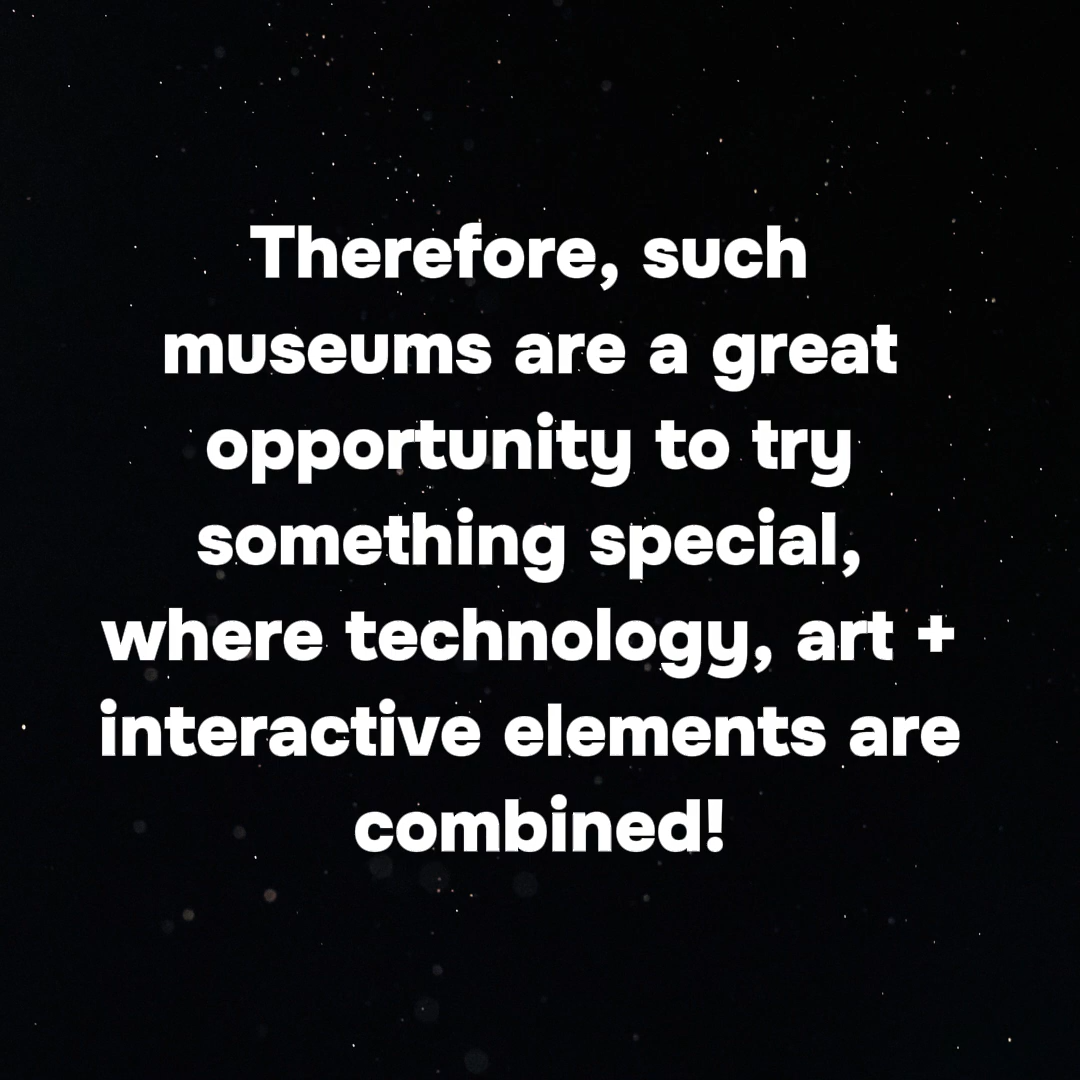 Therefore, such
museums are a great
opportunity to try
something special,
where technology, art +
interactive elements are
combined!